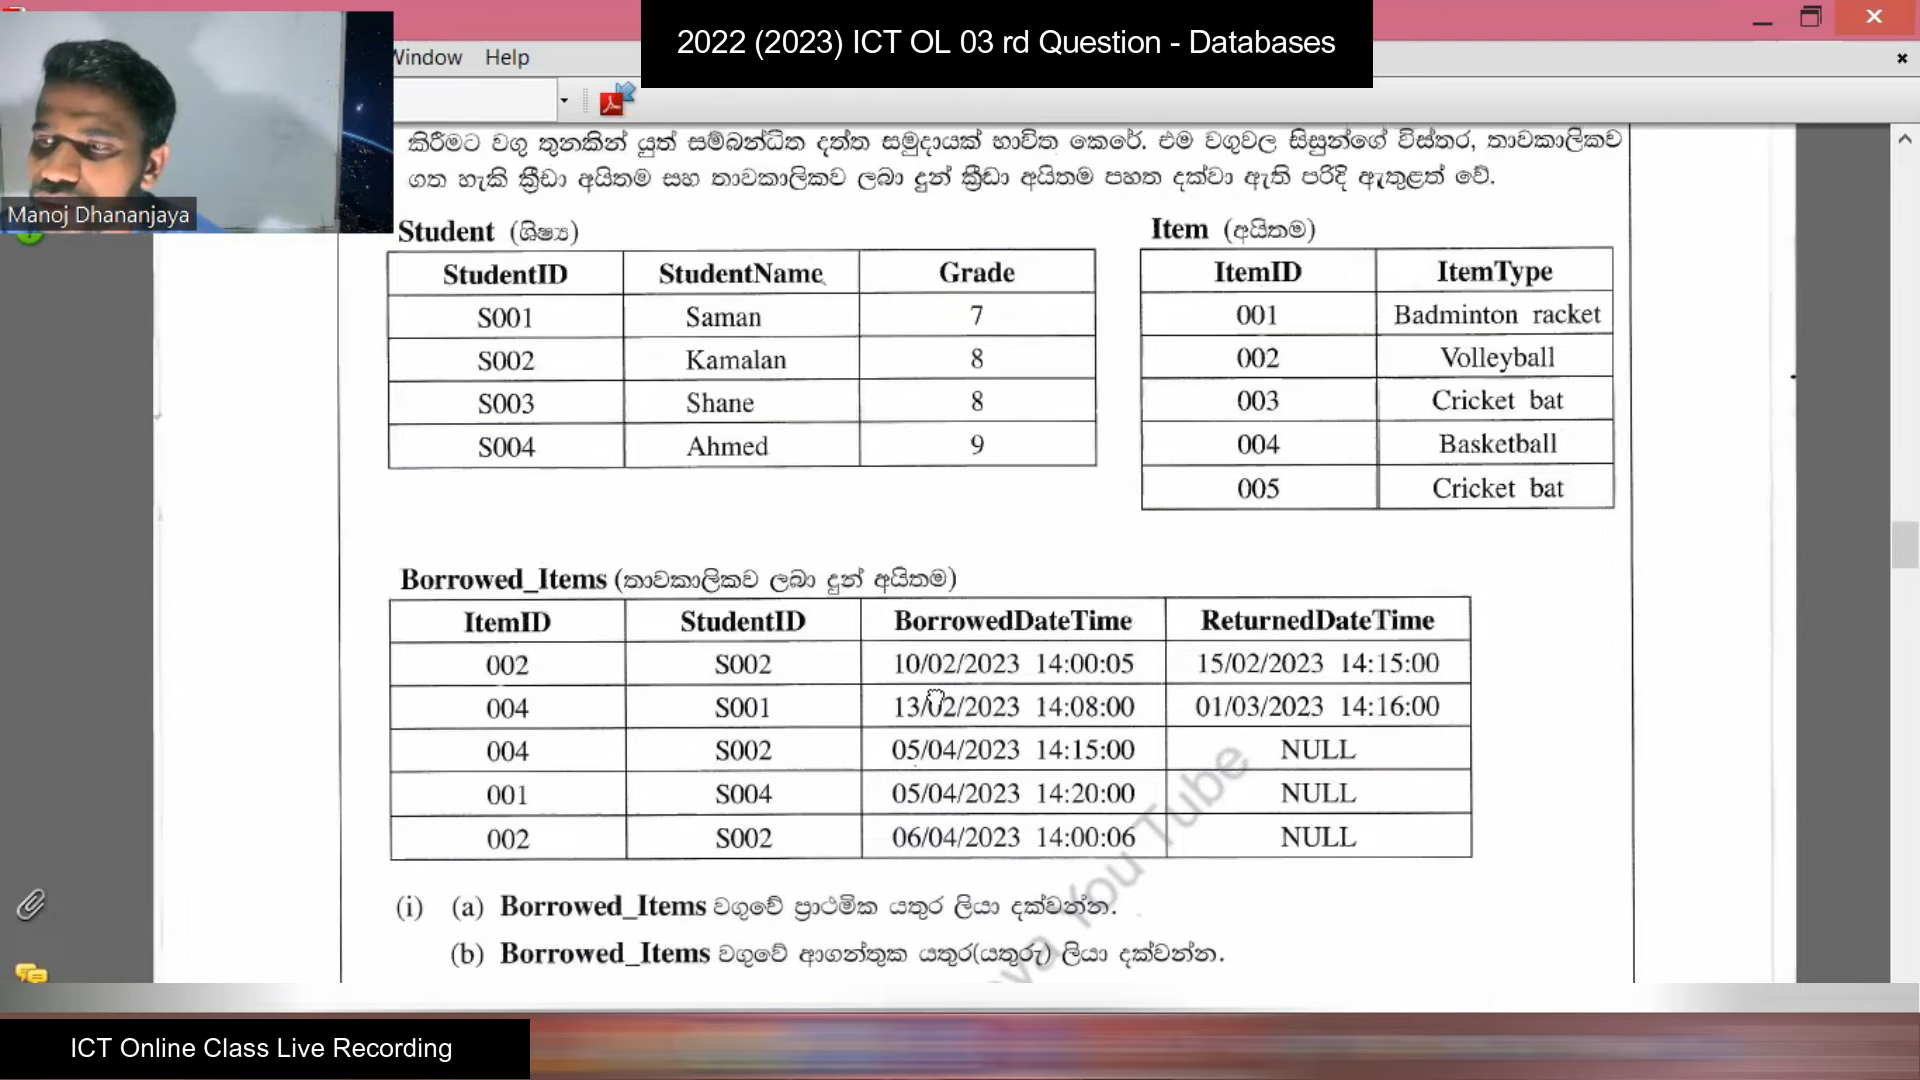 2022 (2023) ICT OL 03 rd Question - Databases
Window Help
Manoj Dhananjaya
කිරීමට වගු තුනකින් යුත් සම්බන්ධිත දත්ත සමුදායක් භාවිත කෙරේ. එම වගුවල සිසුන්ගේ විස්තර, තාවකාලිකව
ගත හැකි ක්‍රීඩා අයිතම සහ තාවකාලිකව ලබා දුන් ක්‍රීඩා අයිතම පහත දක්වා ඇති පරිදි ඇතුළත් වේ.
Student (ශිෂ්‍ය)
StudentID StudentName Grade
S001 Saman 7
S002 Kamalan 8
S003 Shane 8
S004 Ahmed 9
Item (අයිතම)
ItemID ItemType
001 Badminton racket
002 Volleyball
003 Cricket bat
004 Basketball
005 Cricket bat
Borrowed_Items (තාවකාලිකව ලබා දුන් අයිතම)
ItemID StudentID BorrowedDateTime ReturnedDateTime
002 S002 10/02/2023 14:00:05 15/02/2023 14:15:00
004 S001 13/02/2023 14:08:00 01/03/2023 14:16:00
004 S002 05/04/2023 14:15:00 NULL
001 S004 05/04/2023 14:20:00 NULL
002 S002 06/04/2023 14:00:06 NULL
(i) (a) Borrowed_Items වගුවේ ප්‍රාථමික යතුර ලියා දක්වන්න.
(b) Borrowed_Items වගුවේ ආගන්තුක යතුර(යතුරු) ලියා දක්වන්න.
You Tube
ICT Online Class Live Recording